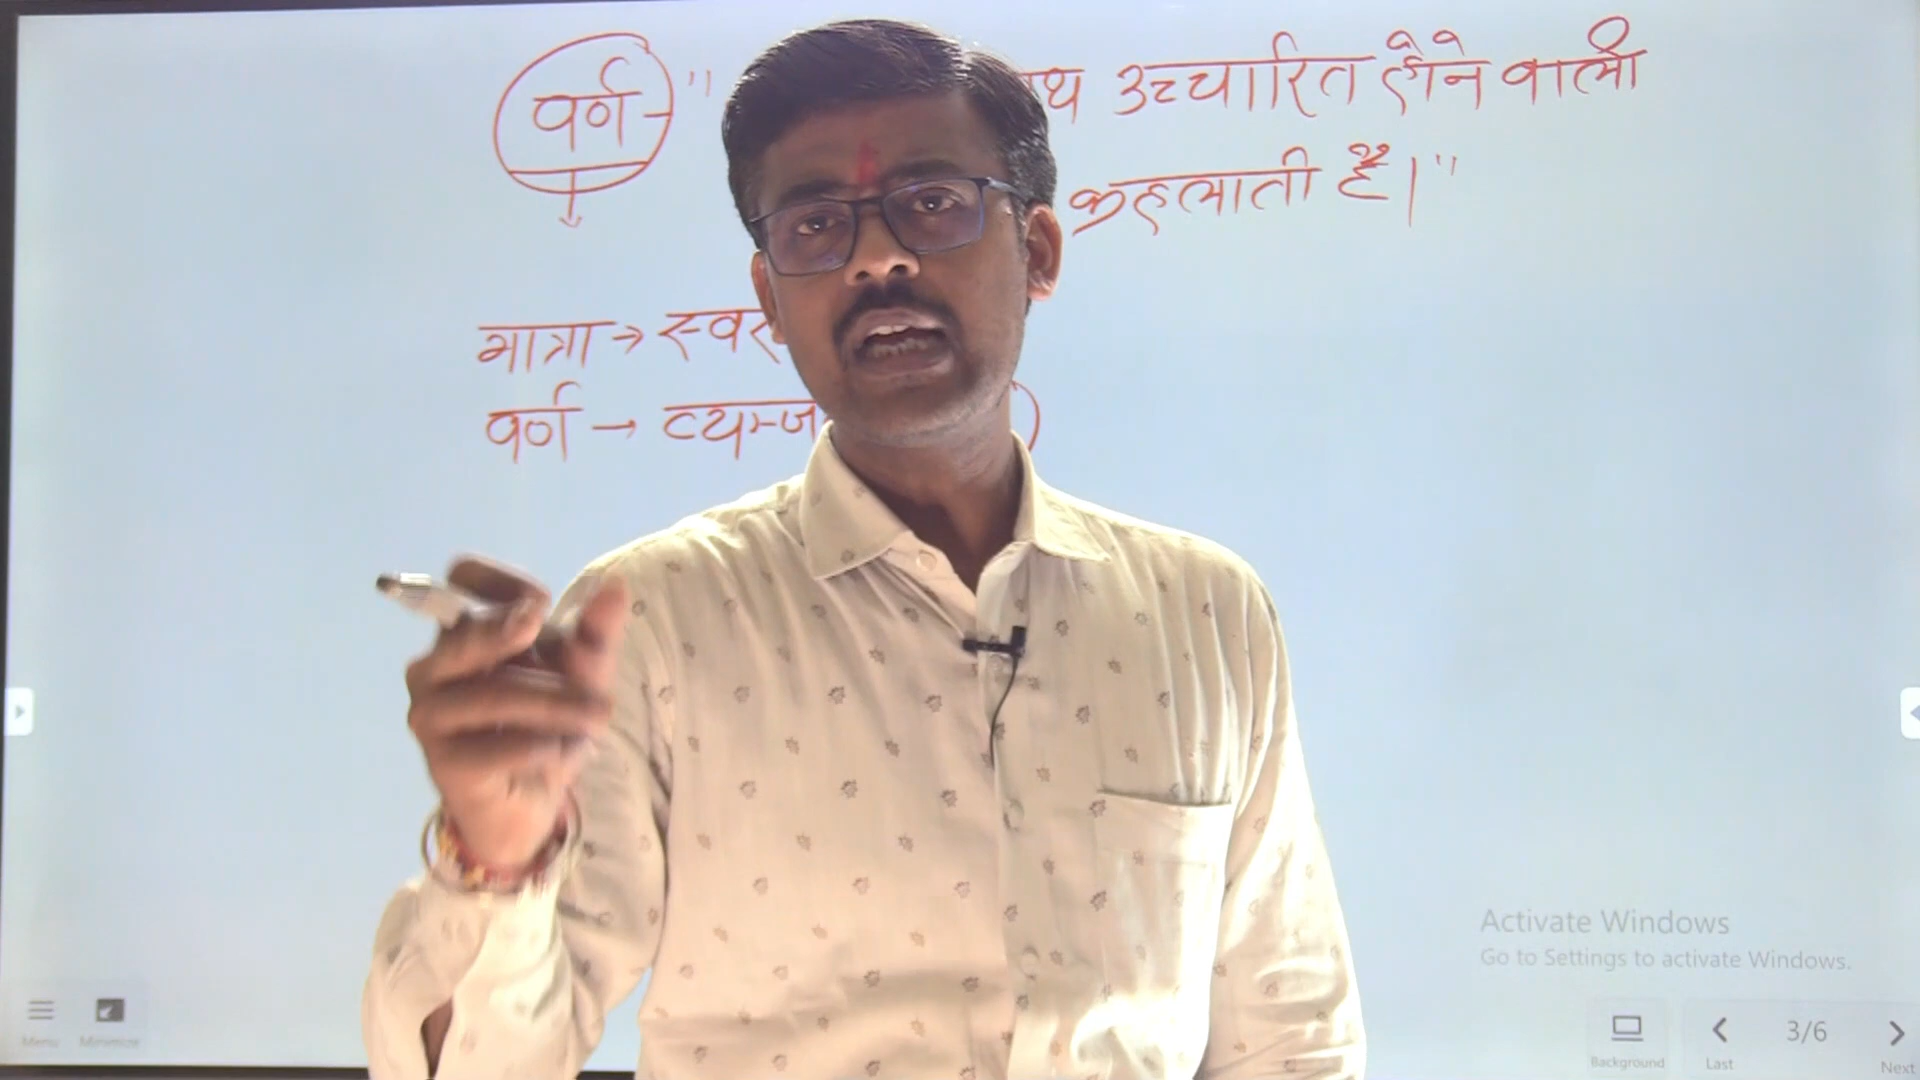 वर्ण - " उच्चारित होने वाली
कहलाती है।"
मात्रा → स्वर
वर्ण → व्यन्ज
Activate Windows
Go to Settings to activate Windows.
Menu Minimize Background Last 3/6 Next